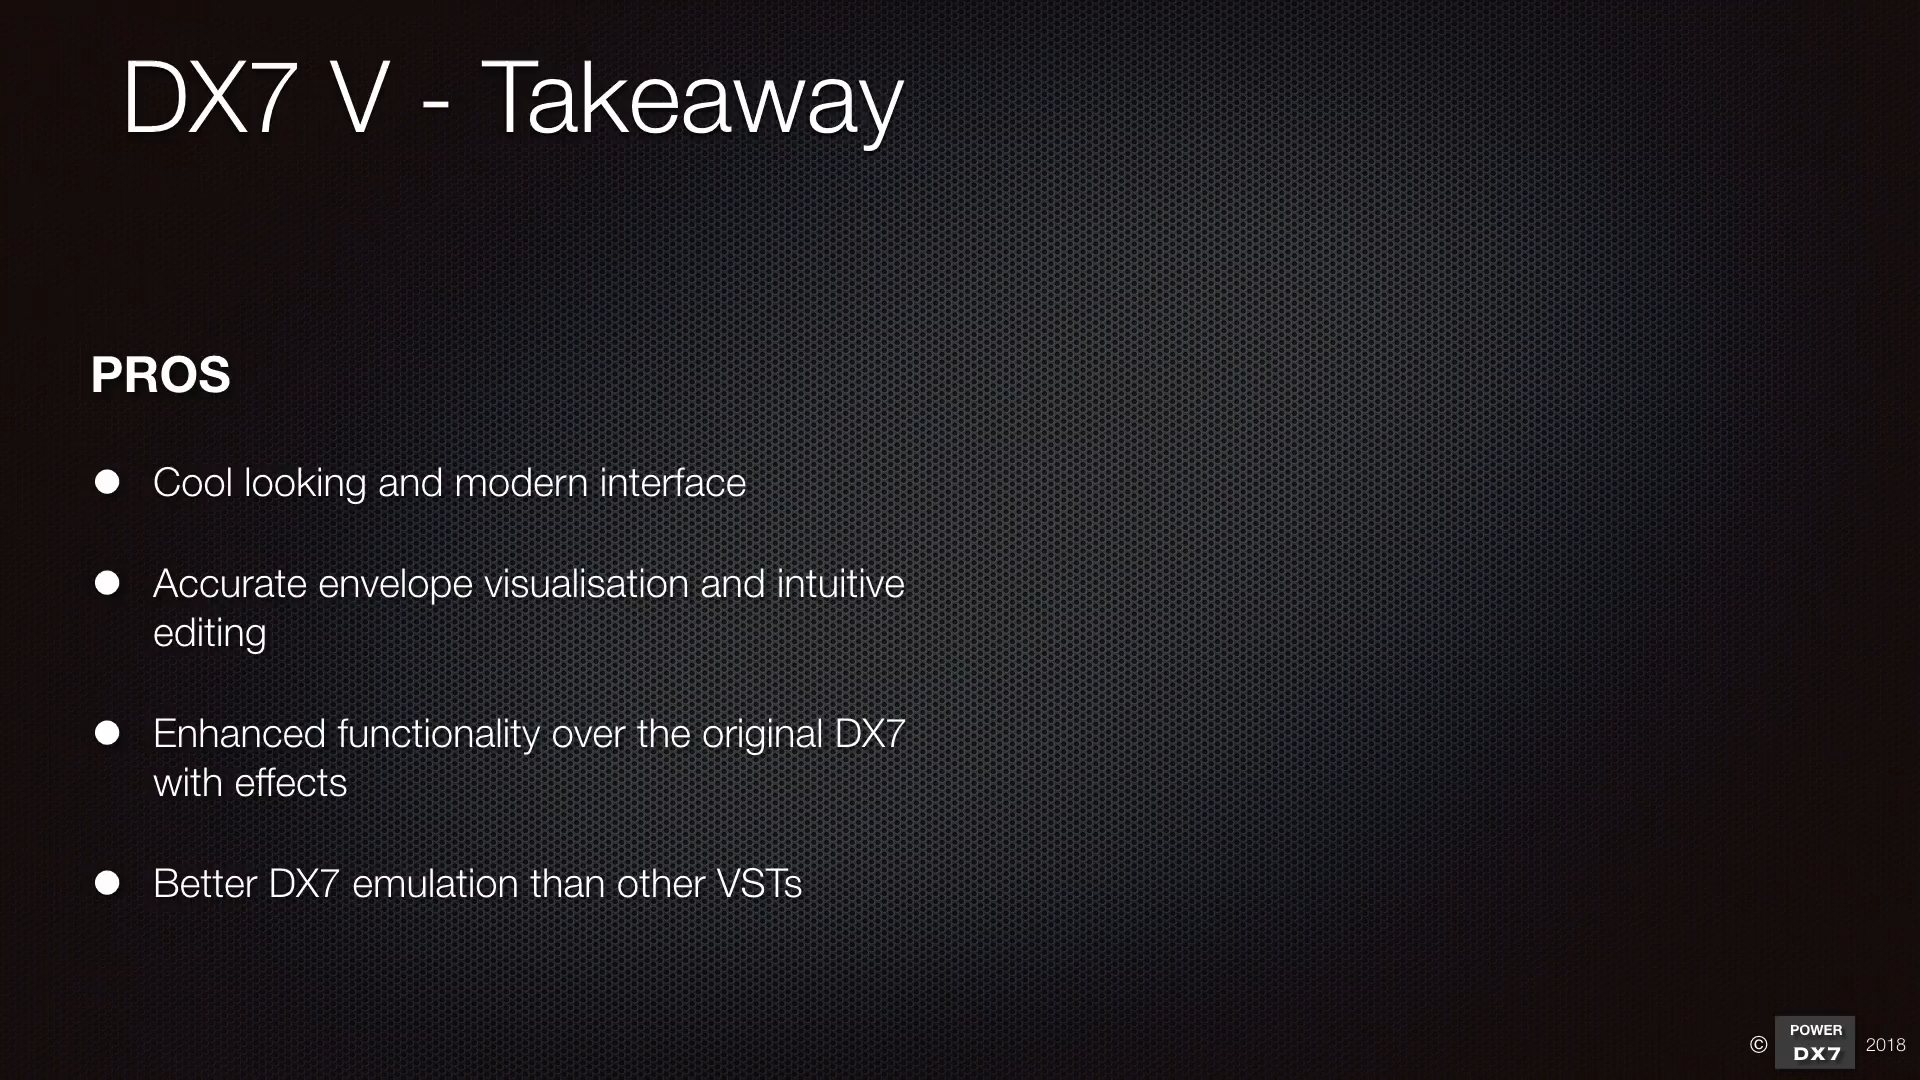 DX7 V - Takeaway
PROS
● Cool looking and modern interface
● Accurate envelope visualisation and intuitive
editing
● Enhanced functionality over the original DX7
with effects
● Better DX7 emulation than other VSTs
© POWER DX7 2018